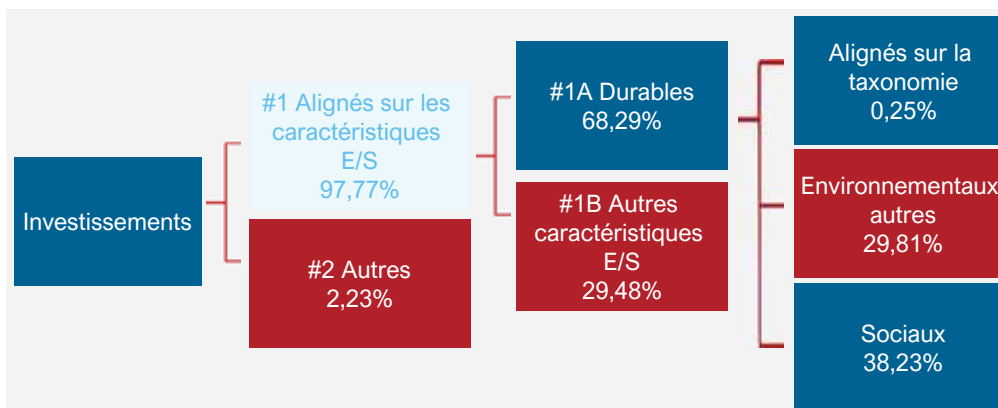 Investissements
#1 Alignés sur les
caractéristiques
E/S
97,77%
#2 Autres
2,23%
#1A Durables
68,29%
#1B Autres
caractéristiques
E/S
29,48%
Alignés sur la
taxonomie
0,25%
Environnementaux
autres
29,81%
Sociaux
38,23%